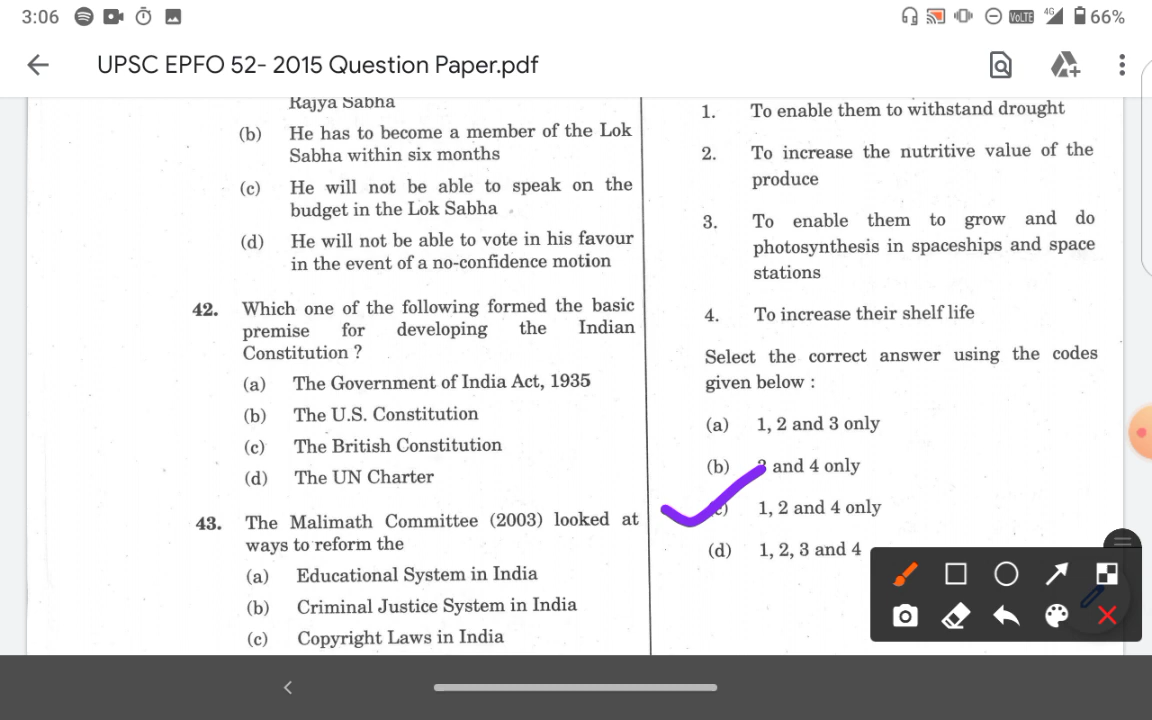 3:06
VoLTE 4G 66%
UPSC EPFO 52- 2015 Question Paper.pdf
Rajya Sabha
(b) He has to become a member of the Lok
Sabha within six months
(c) He will not be able to speak on the
budget in the Lok Sabha
(d) He will not be able to vote in his favour
in the event of a no-confidence motion
42. Which one of the following formed the basic
premise for developing the Indian
Constitution ?
(a) The Government of India Act, 1935
(b) The U.S. Constitution
(c) The British Constitution
(d) The UN Charter
43. The Malimath Committee (2003) looked at
ways to reform the
(a) Educational System in India
(b) Criminal Justice System in India
(c) Copyright Laws in India
1. To enable them to withstand drought
2. To increase the nutritive value of the
produce
3. To enable them to grow and do
photosynthesis in spaceships and space
stations
4. To increase their shelf life
Select the correct answer using the codes
given below :
(a) 1, 2 and 3 only
(b) and 4 only
1, 2 and 4 only
(d) 1, 2, 3 and 4